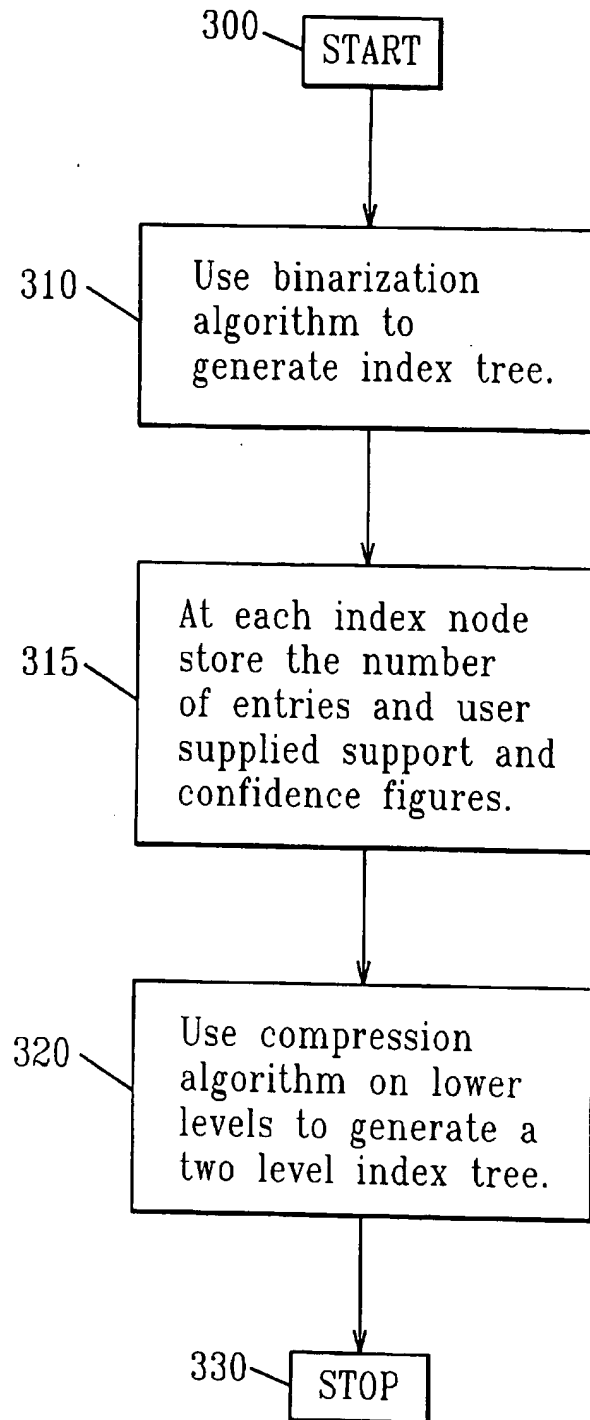 300
START
310
Use binarization
algorithm to
generate index tree.
315
At each index node
store the number
of entries and user
supplied support and
confidence figures.
320
Use compression
algorithm on lower
levels to generate a
two level index tree.
330
STOP